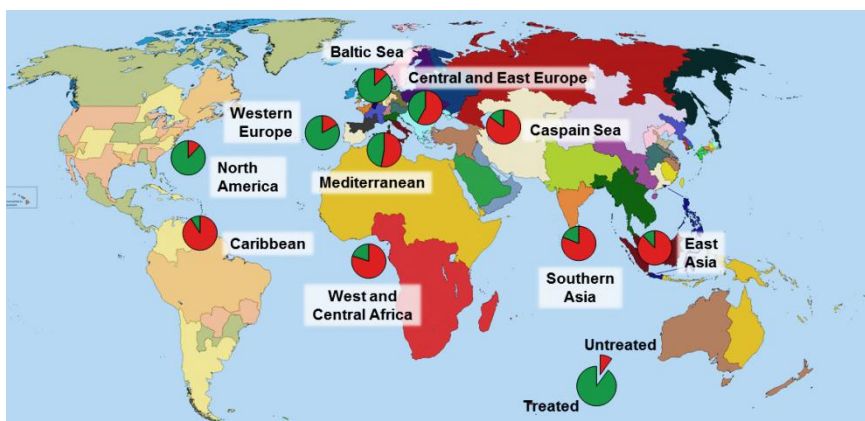 Baltic Sea
Central and East Europe
Western
Europe
Caspain Sea
North
America
Mediterranean
Caribbean
East
Asia
Southern
Asia
West and
Central Africa
Untreated
Treated